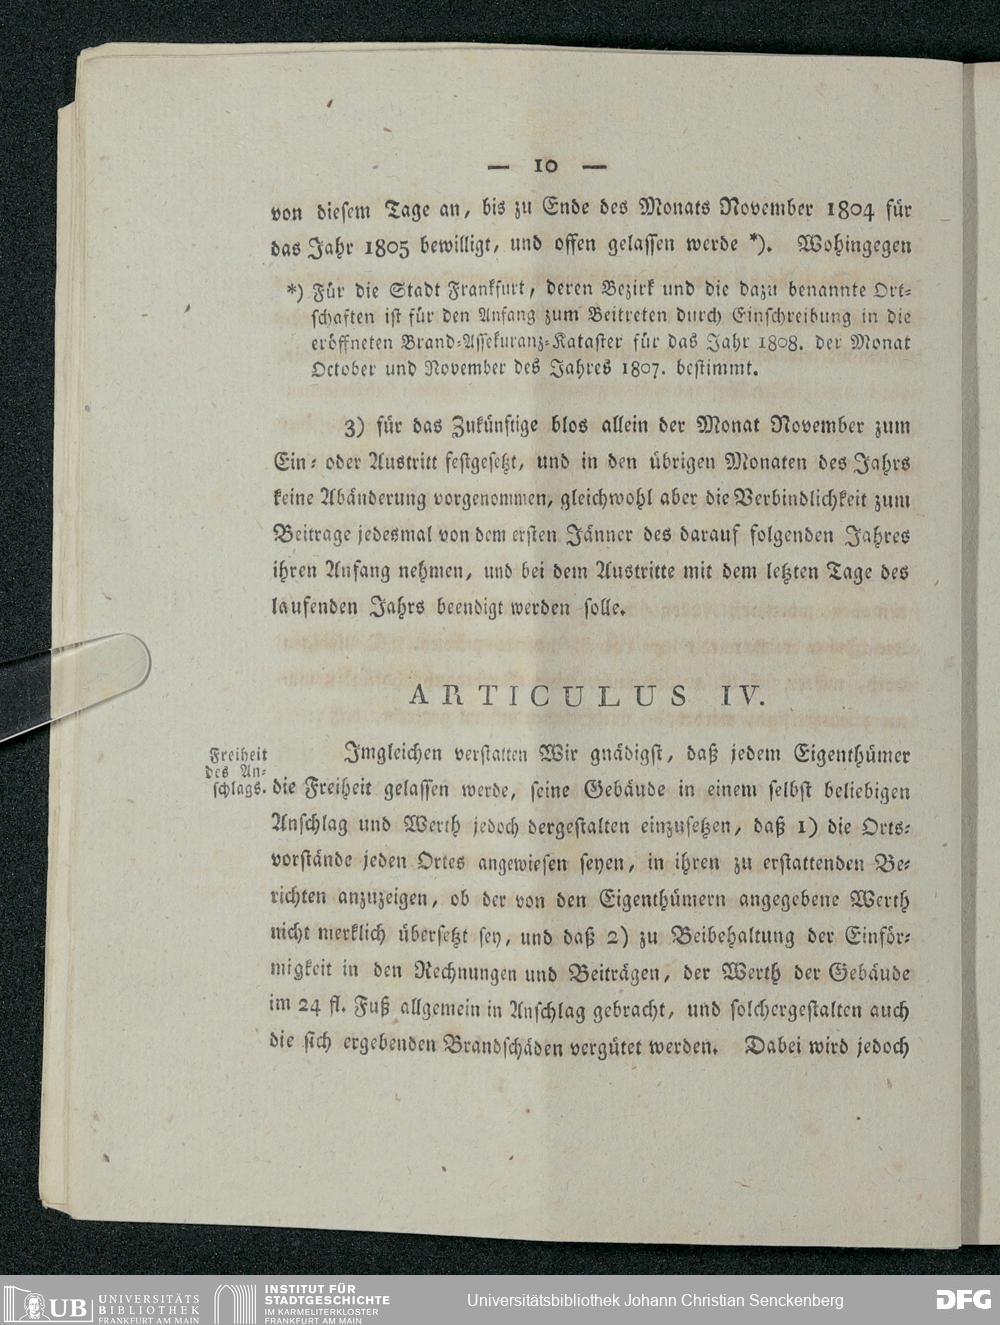 — 10 —
von diesem Tage an, bis zu Ende des Monats November 1804 für
das Jahr 1805 bewilligt, und offen gelassen werde *). Wohingegen
*) Für die Stadt Frankfurt, deren Bezirk und die dazu benannte Ort-
schaften ist für den Anfang zum Beitreten durch Einschreibung in die
eröffneten Brand-Assekuranz-Kataster für das Jahr 1808. der Monat
October und November des Jahres 1807. bestimmt.
3) für das Zukünftige blos allein der Monat November zum
Ein- oder Austritt festgesetzt, und in den übrigen Monaten des Jahrs
keine Abänderung vorgenommen, gleichwohl aber die Verbindlichkeit zum
Beitrage jedesmal von dem ersten Jänner des darauf folgenden Jahres
ihren Anfang nehmen, und bei dem Austritte mit dem letzten Tage des
laufenden Jahrs beendigt werden solle.
ARTICULUS IV.
Freiheit
des An-
schlags.
Imgleichen verstatten Wir gnädigst, daß jedem Eigenthümer
die Freiheit gelassen werde, seine Gebäude in einem selbst beliebigen
Anschlag und Werth jedoch dergestalten einzusetzen, daß 1) die Orts-
vorstände jeden Ortes angewiesen seyen, in ihren zu erstattenden Be-
richten anzuzeigen, ob der von den Eigenthümern angegebene Werth
nicht merklich übersetzt sey, und daß 2) zu Beibehaltung der Einför-
migkeit in den Rechnungen und Beiträgen, der Werth der Gebäude
im 24 fl. Fuß allgemein in Anschlag gebracht, und solchergestalten auch
die sich ergebenden Brandschäden vergütet werden. Dabei wird jedoch
UB UNIVERSITÄTS
BIBLIOTHEK
FRANKFURT AM MAIN
INSTITUT FÜR
STADTGESCHICHTE
IM KARMELITERKLOSTER
FRANKFURT AM MAIN
Universitätsbibliothek Johann Christian Senckenberg
DFG